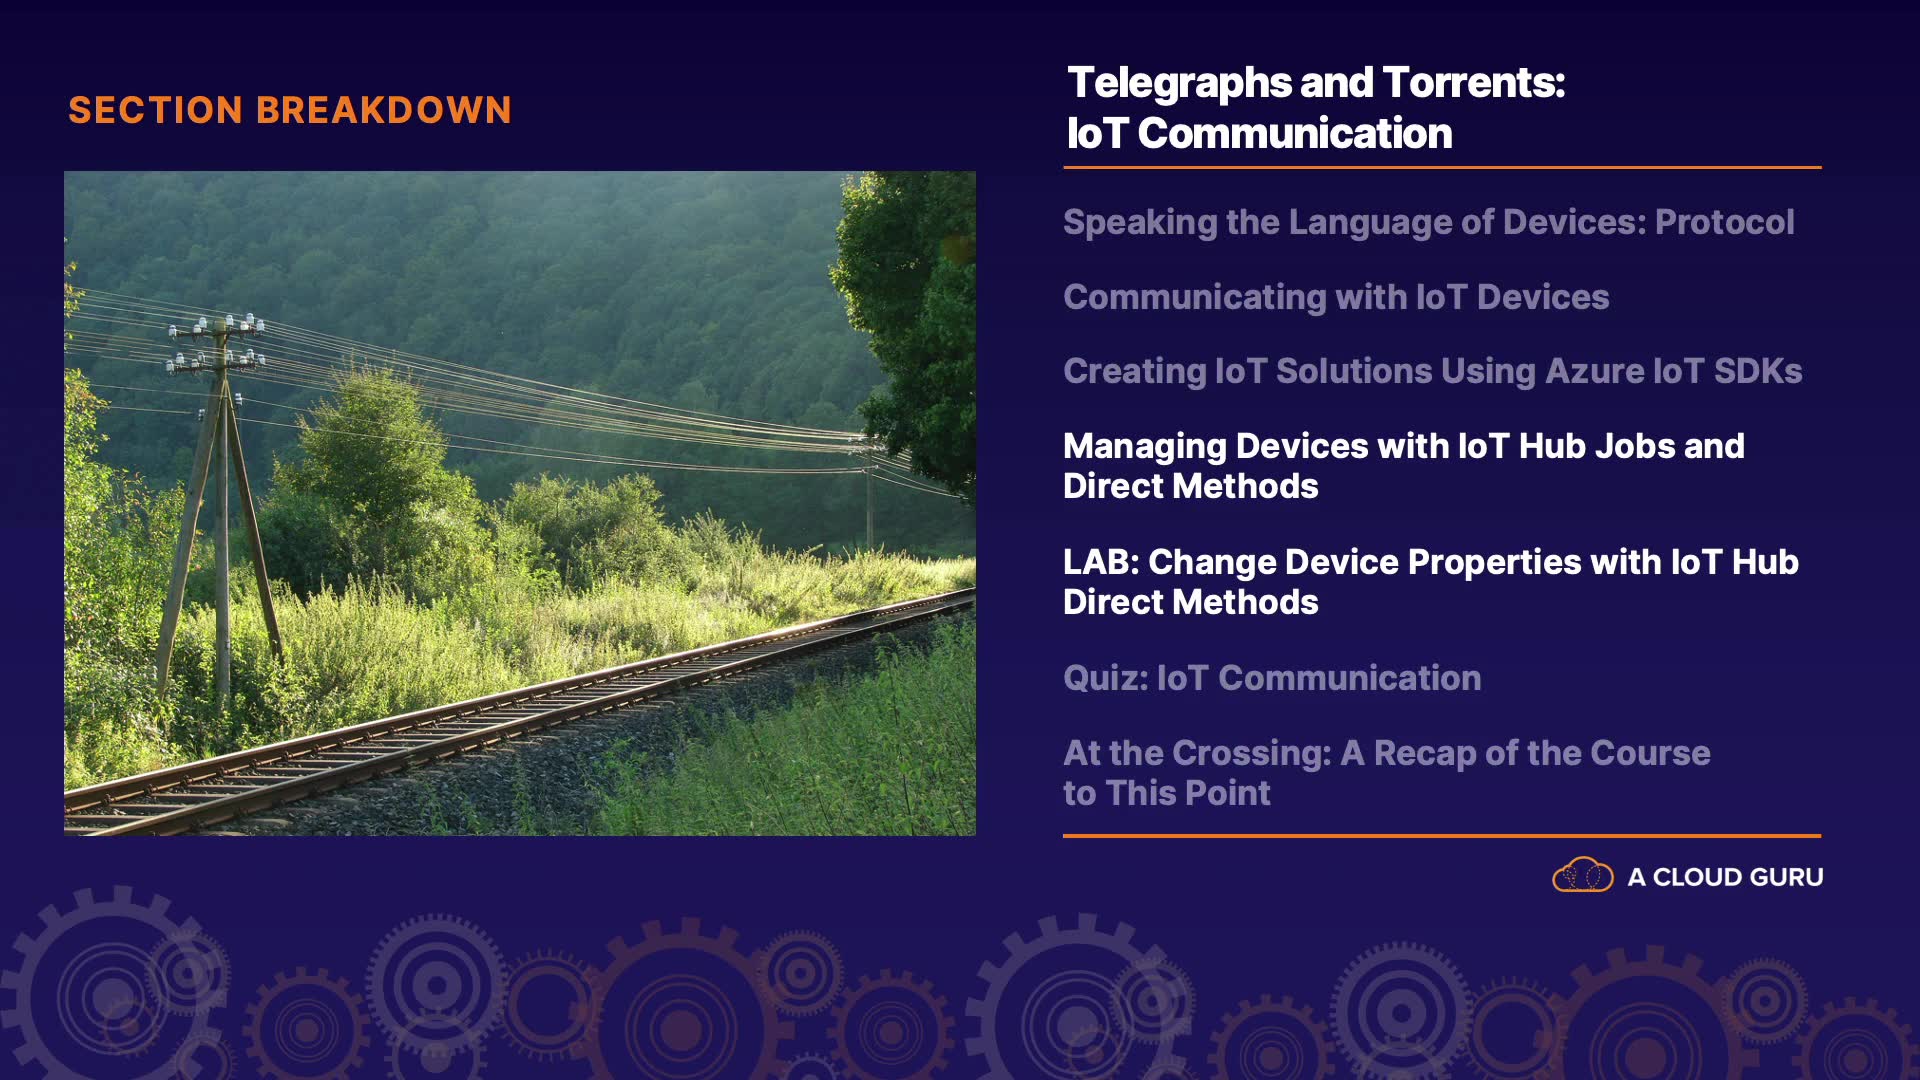 SECTION BREAKDOWN
Telegraphs and Torrents:
IoT Communication
Speaking the Language of Devices: Protocol
Communicating with IoT Devices
Creating IoT Solutions Using Azure IoT SDKs
Managing Devices with IoT Hub Jobs and
Direct Methods
LAB: Change Device Properties with IoT Hub
Direct Methods
Quiz: IoT Communication
At the Crossing: A Recap of the Course
to This Point
A CLOUD GURU